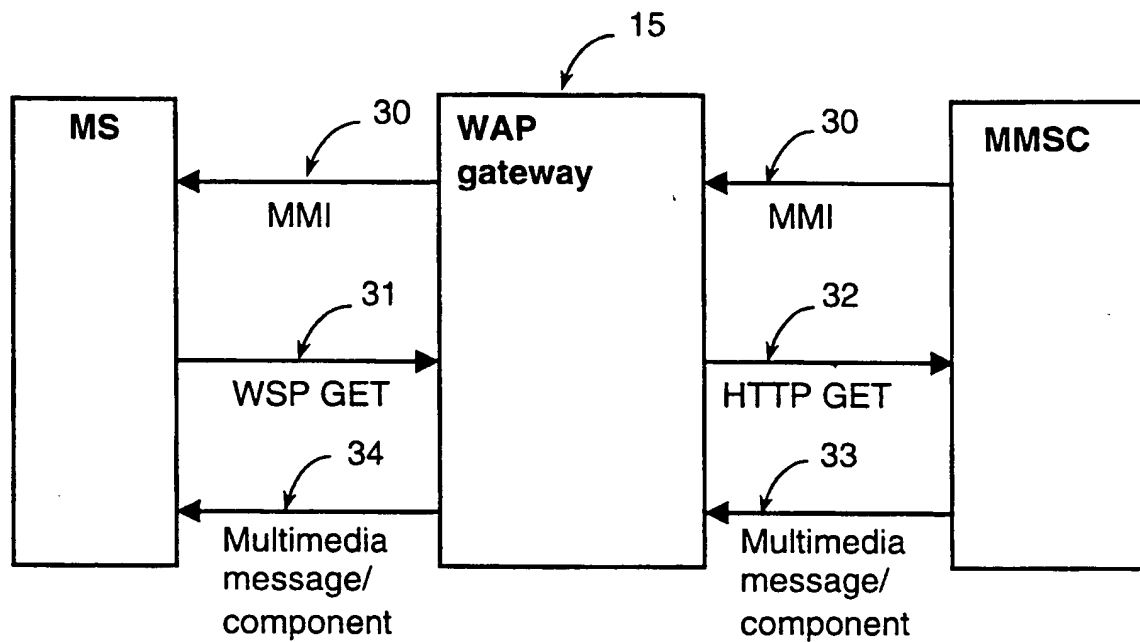 15
MS
30
WAP
gateway
30
MMSC
MMI
MMI
31
32
WSP GET
HTTP GET
34
33
Multimedia
message/
component
Multimedia
message/
component